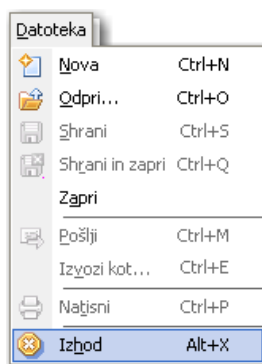 Datoteka
Nova Ctrl+N
Odpri... Ctrl+O
Shrani Ctrl+S
Shrani in zapri Ctrl+Q
Zapri
Pošlji Ctrl+M
Izvozi kot... Ctrl+E
Natisni Ctrl+P
Izhod Alt+X